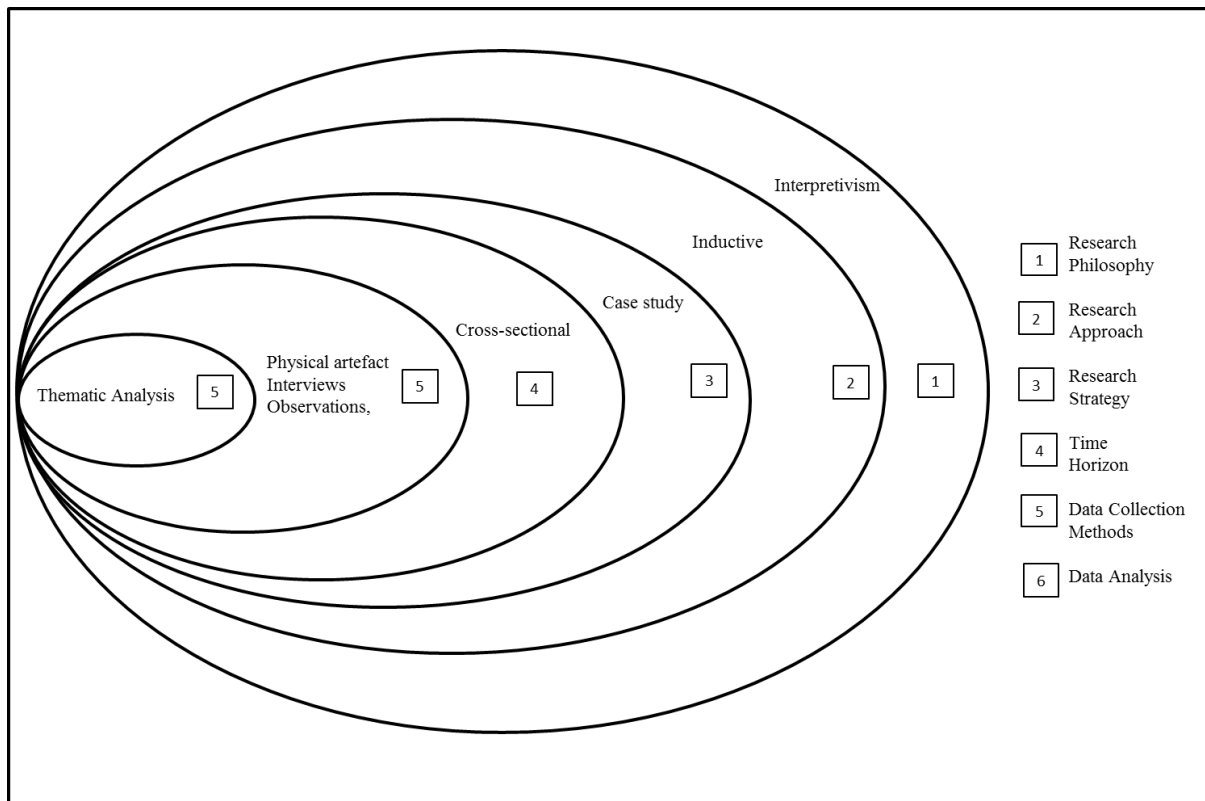 Interpretivism
Inductive
Case study
Cross-sectional
Physical artefact
Interviews
Observations,
Thematic Analysis
5
5
4
3
2
1
1
Research
Philosophy
2
Research
Approach
3
Research
Strategy
4
Time
Horizon
5
Data Collection
Methods
6
Data Analysis